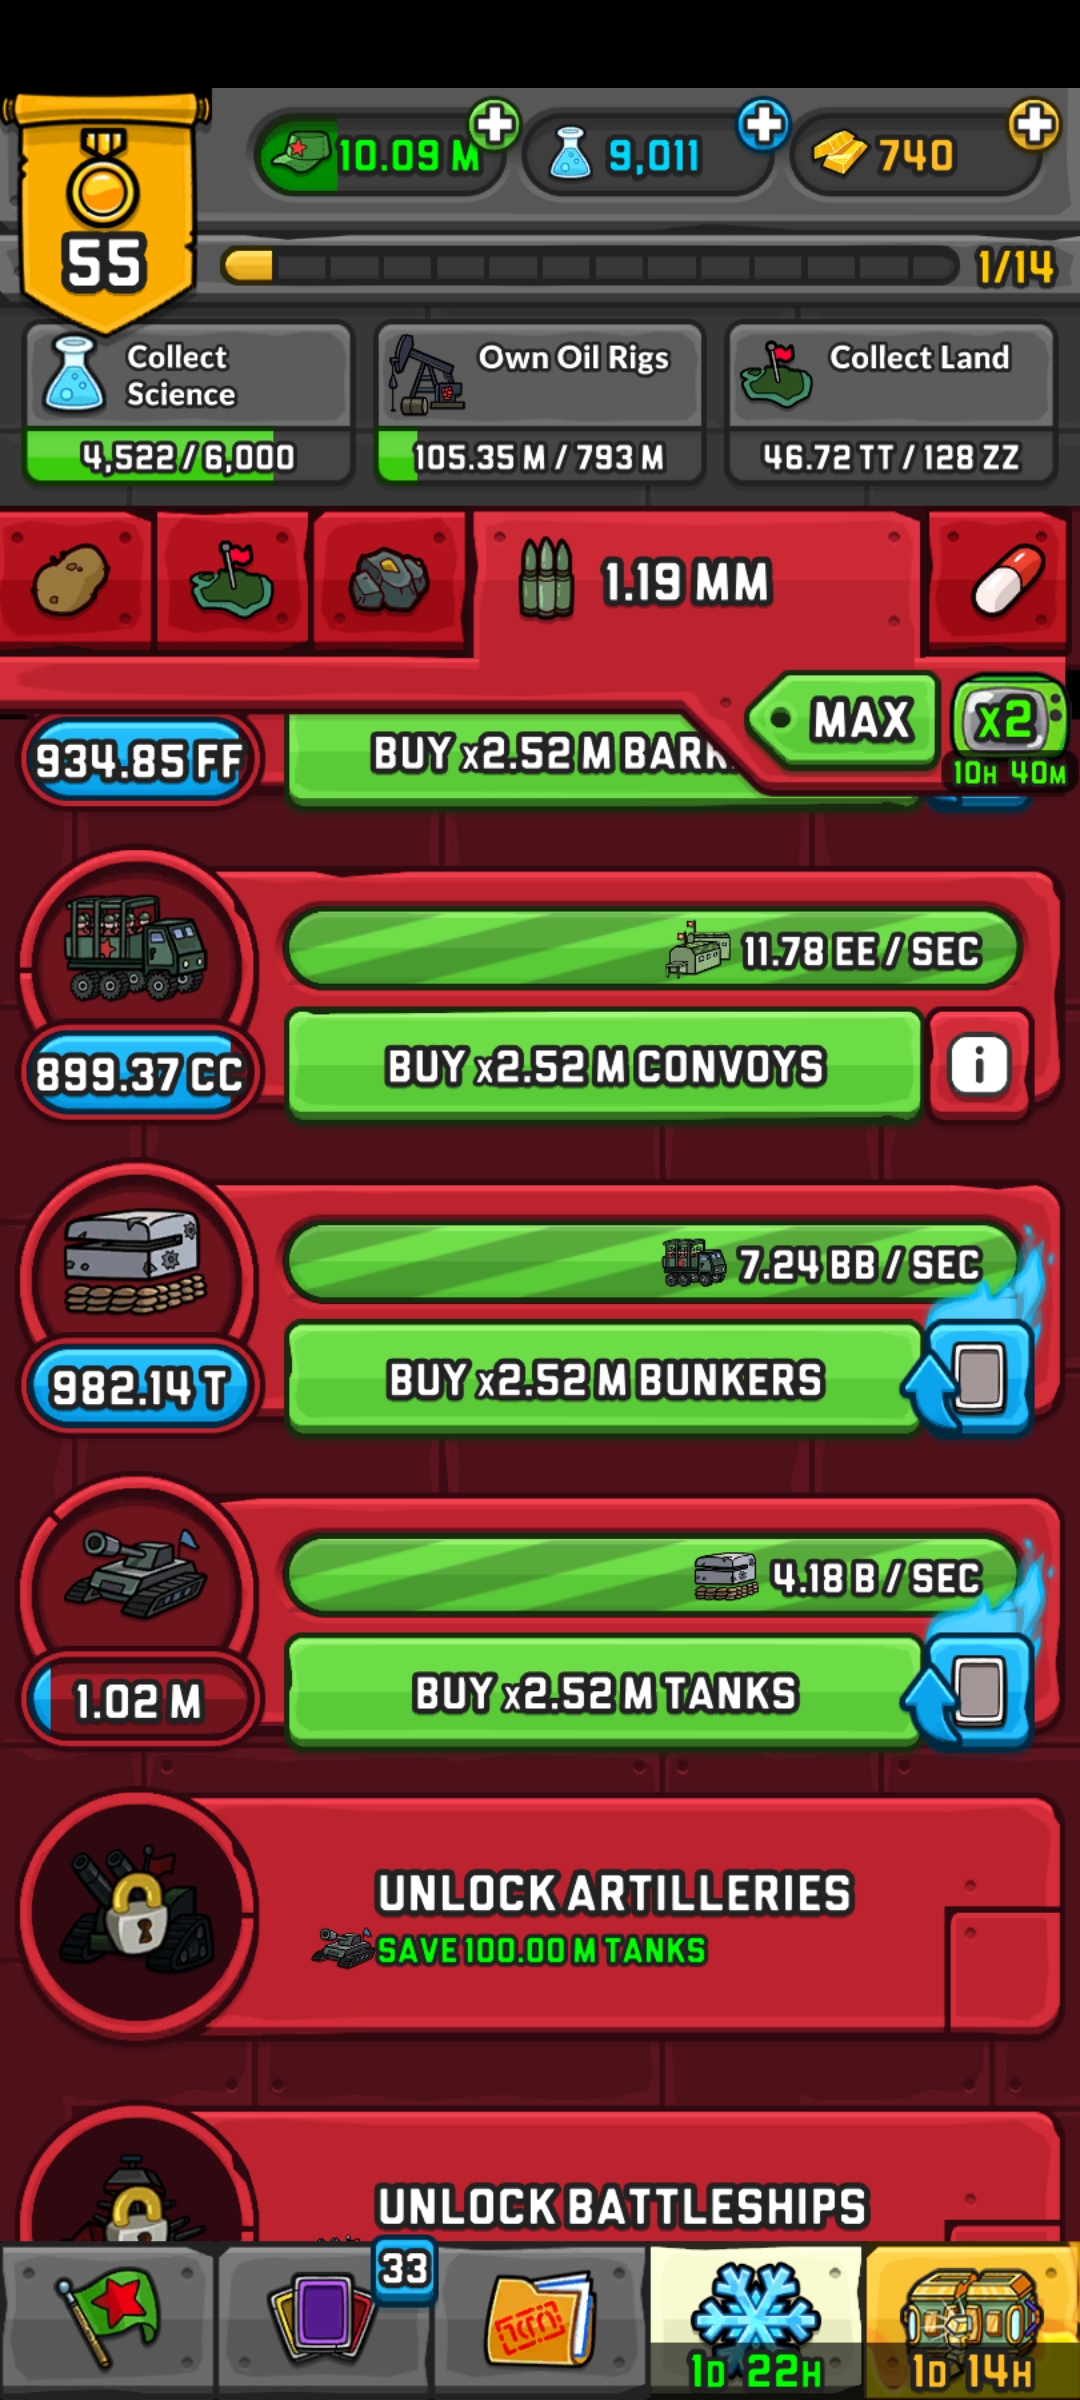 10.09 M
9,011
740
55
1/14
Collect
Science
Own Oil Rigs
Collect Land
4,522/6,000
105.35 M/793 M
46.72 TT/128 ZZ
1.19 MM
MAX
x2
10H 40M
934.85 FF
BUY x2.52 M BARR
11.78 EE/SEC
899.37 CC
BUY x2.52 M CONVOYS
i
7.24 BB/SEC
982.14 T
BUY x2.52 M BUNKERS
4.18 B/SEC
1.02 M
BUY x2.52 M TANKS
UNLOCK ARTILLERIES
SAVE 100.00 M TANKS
UNLOCK BATTLESHIPS
33
1D 22H
1D 14H